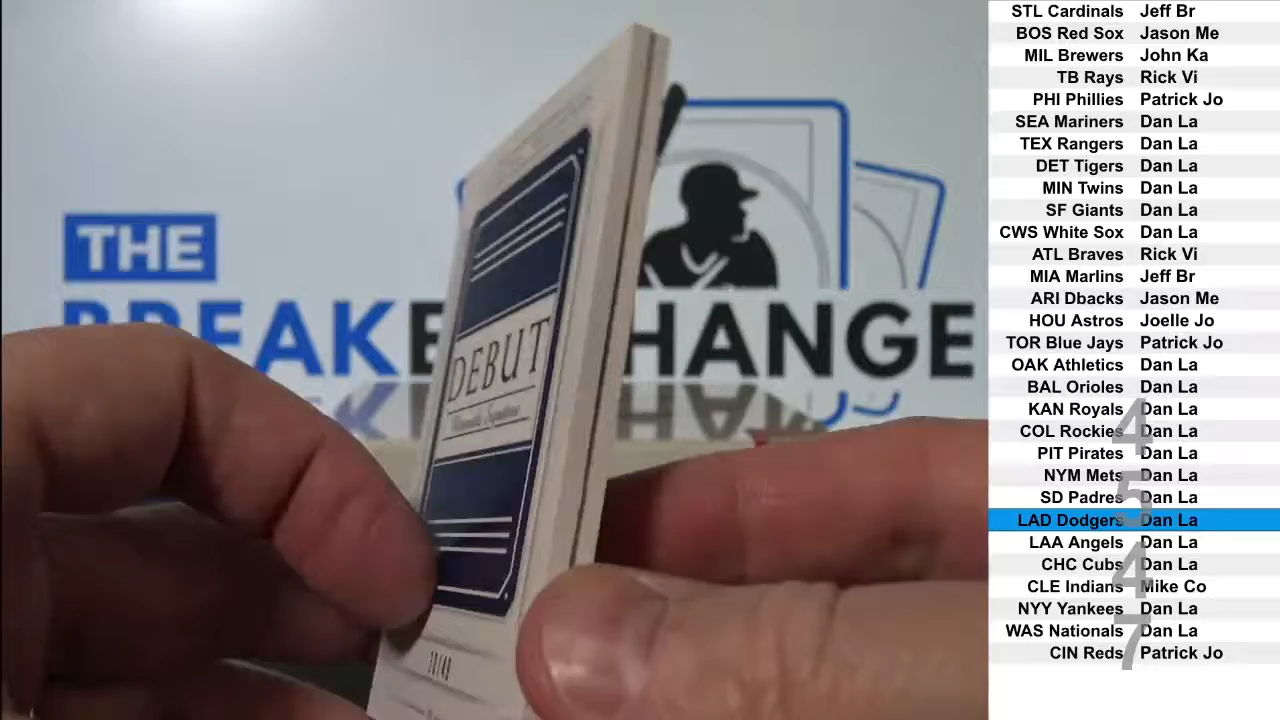 THE
BREAKEXCHANGE
DEBUT
STL Cardinals Jeff Br
BOS Red Sox Jason Me
MIL Brewers John Ka
TB Rays Rick Vi
PHI Phillies Patrick Jo
SEA Mariners Dan La
TEX Rangers Dan La
DET Tigers Dan La
MIN Twins Dan La
SF Giants Dan La
CWS White Sox Dan La
ATL Braves Rick Vi
MIA Marlins Jeff Br
ARI Dbacks Jason Me
HOU Astros Joelle Jo
TOR Blue Jays Patrick Jo
OAK Athletics Dan La
BAL Orioles Dan La
KAN Royals Dan La
COL Rockies Dan La
PIT Pirates Dan La
NYM Mets Dan La
SD Padres Dan La
LAD Dodgers Dan La
LAA Angels Dan La
CHC Cubs Dan La
CLE Indians Mike Co
NYY Yankees Dan La
WAS Nationals Dan La
CIN Reds Patrick Jo
4
5
4
7